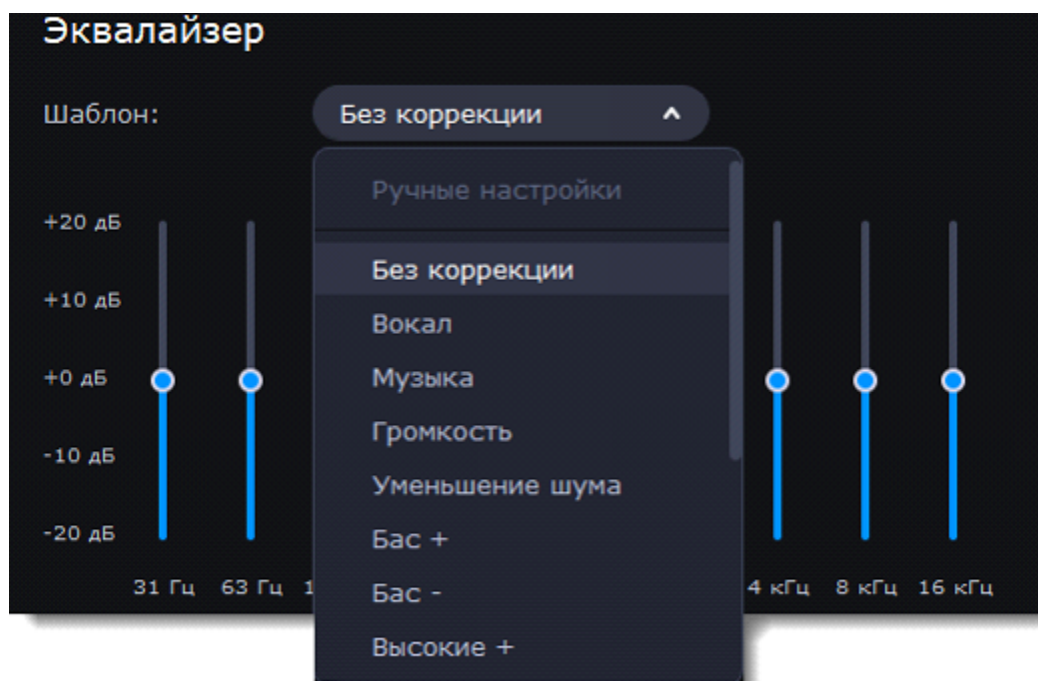 Эквалайзер
Шаблон:
Без коррекции
Ручные настройки
Без коррекции
Вокал
Музыка
Громкость
Уменьшение шума
Бас +
Бас -
Высокие +
+20 дБ
+10 дБ
+0 дБ
-10 дБ
-20 дБ
31 Гц 63 Гц 4 кГц 8 кГц 16 кГц